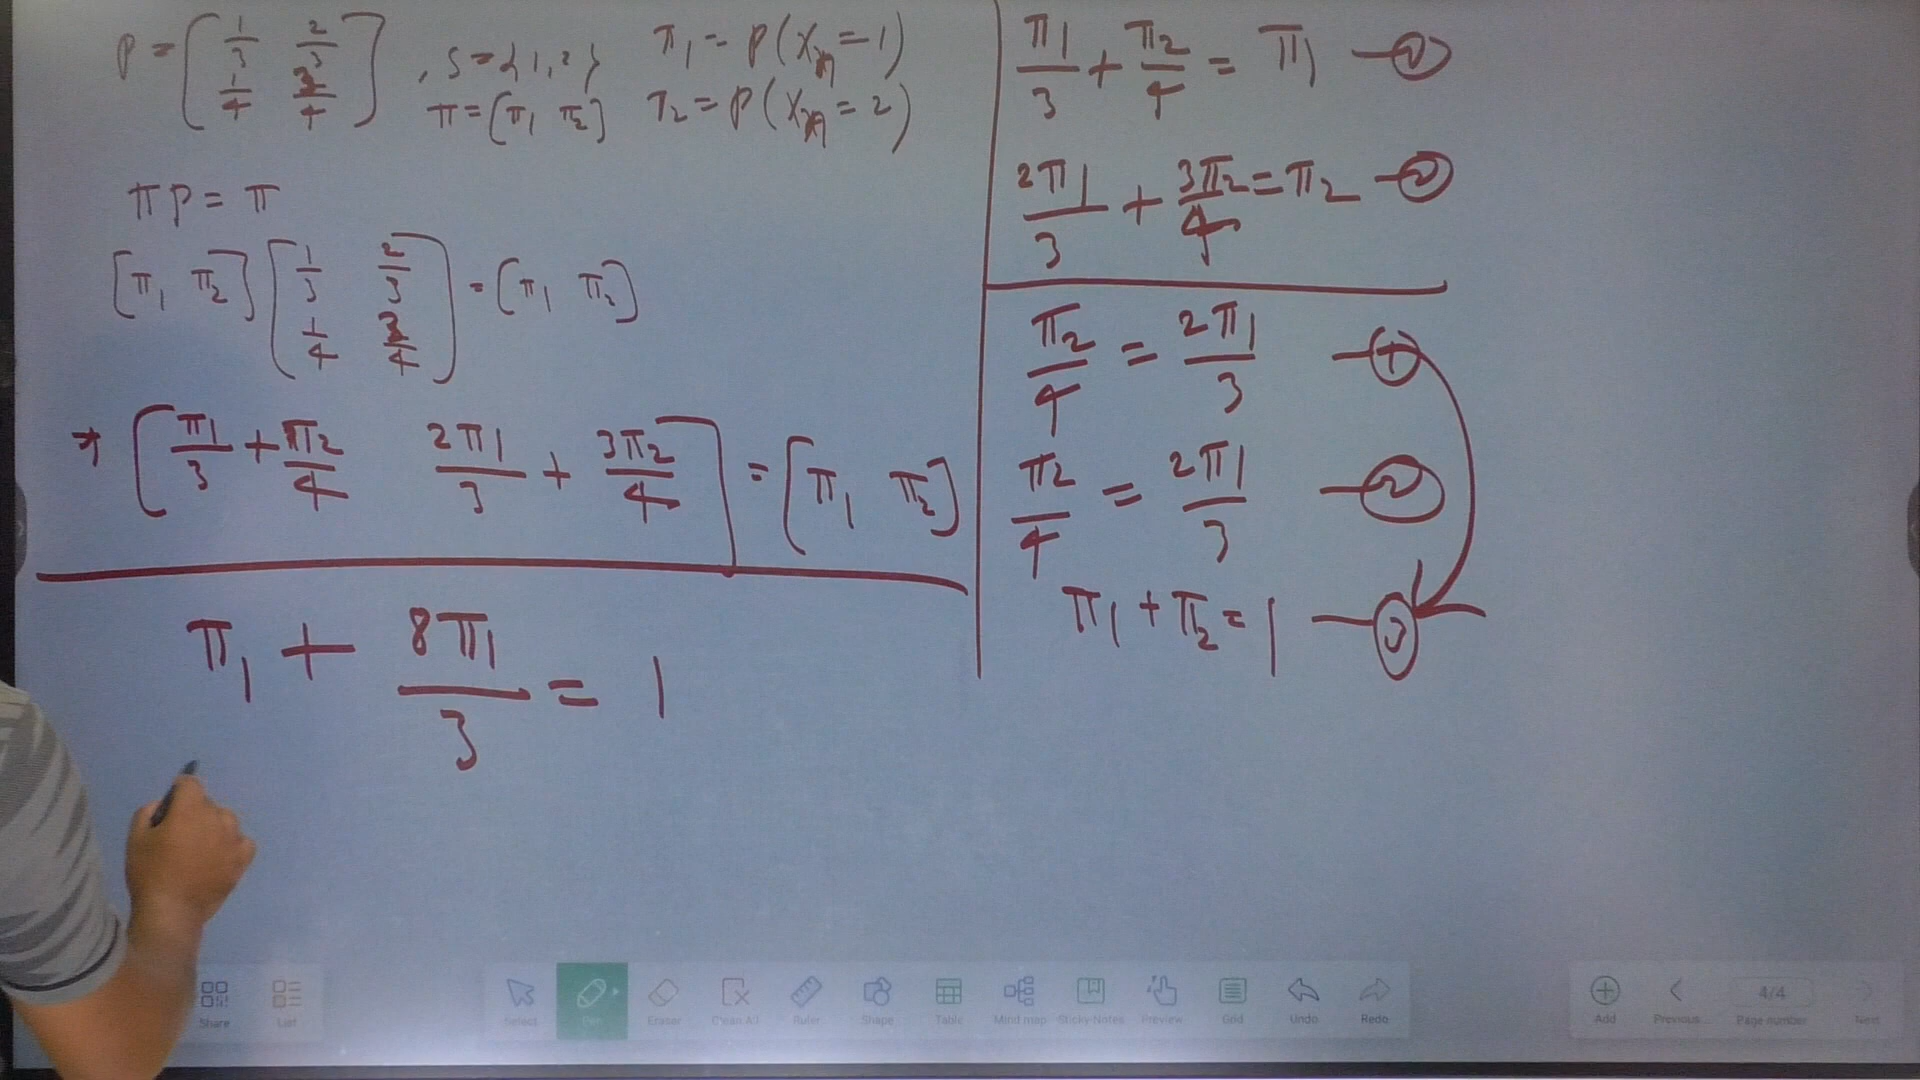 P = [ 1/3 2/3 ; 1/4 3/4 ] , S = {1, 2} π1 = P(Xn = 1)
π = [π1 π2] π2 = P(Xn = 2)
πP = π
[π1 π2] [ 1/3 2/3 ; 1/4 3/4 ] = [π1 π2]
[ π1/3 + π2/4 2π1/3 + 3π2/4 ] = [π1 π2]
π1 + 8π1/3 = 1
π1/3 + π2/4 = π1 —①
2π1/3 + 3π2/4 = π2 —②
π2/4 = 2π1/3 —①
π2/4 = 2π1/3 —②
π1 + π2 = 1 —③
Share List Select Pen Eraser Clean All Ruler Shape Table Mind map Sticky Notes Preview Grid Undo Redo Add Previous 4/4 Page number Next